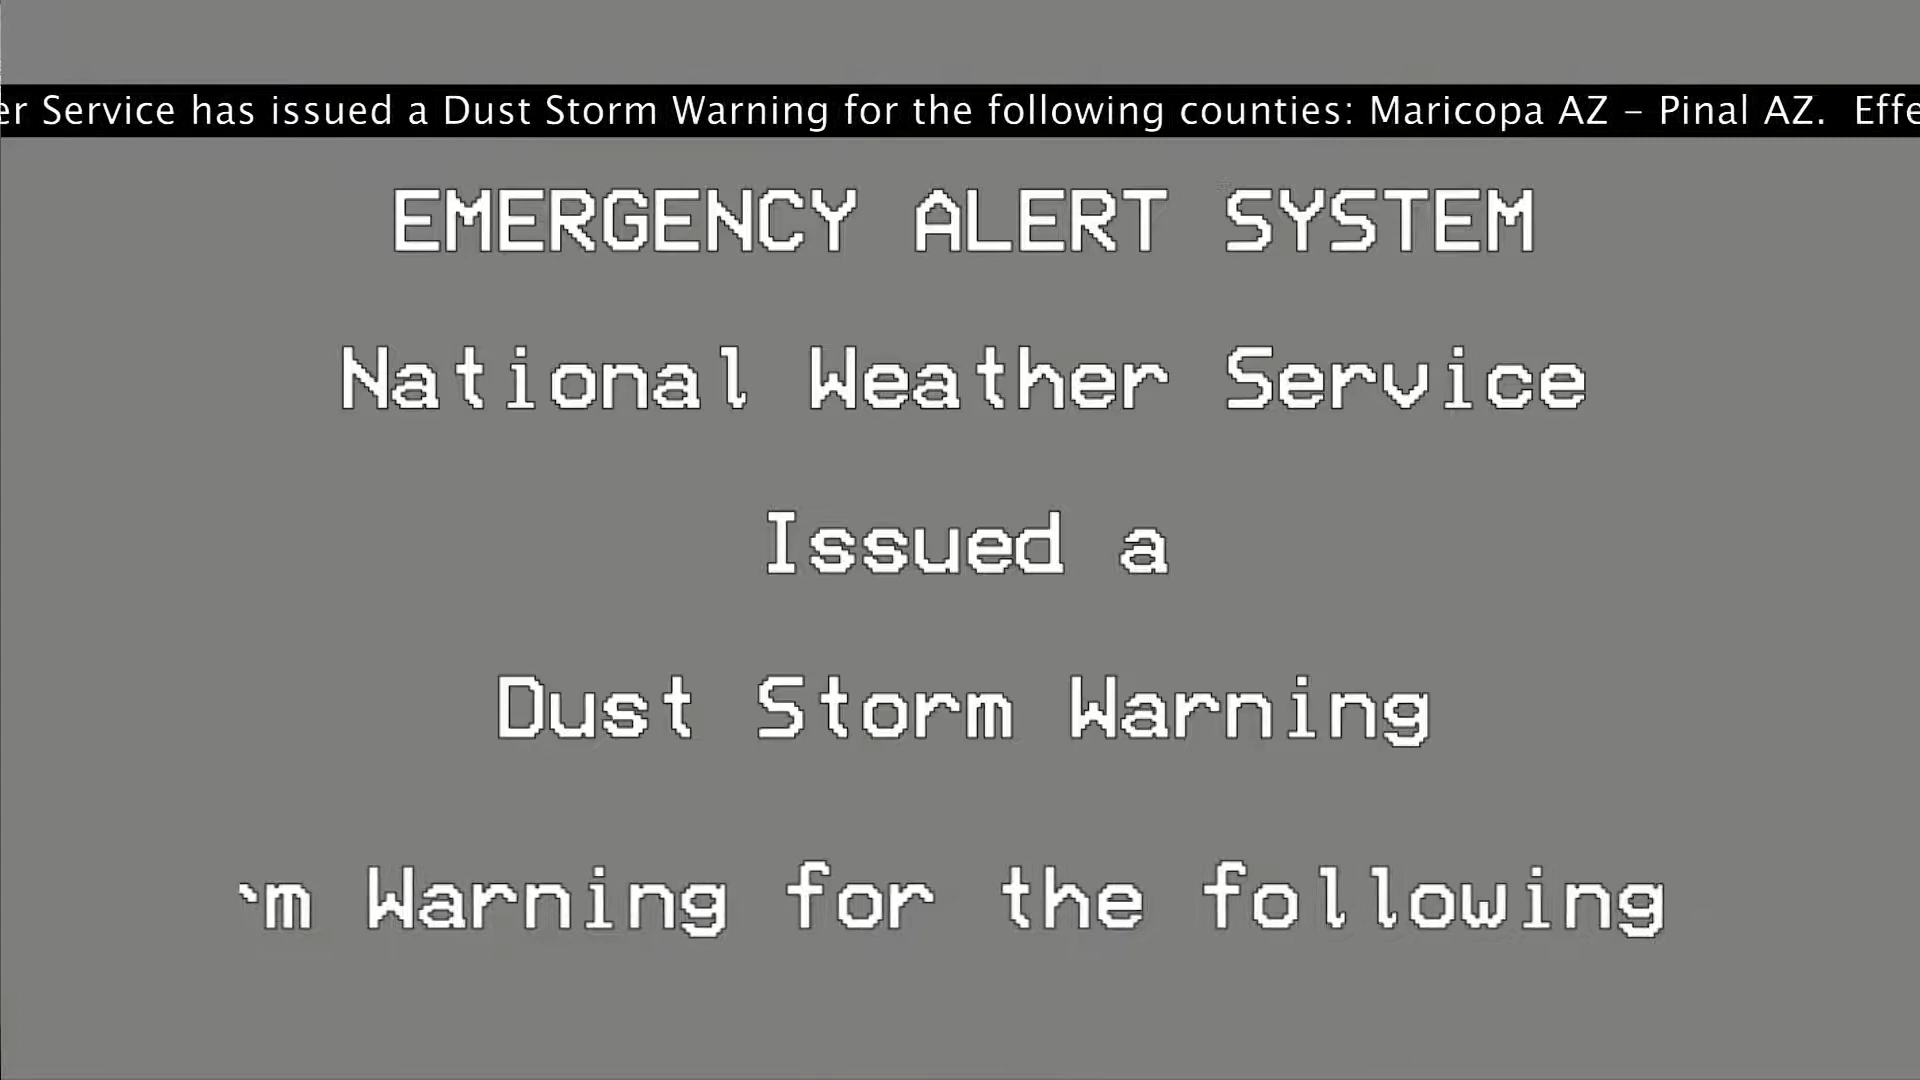 er Service has issued a Dust Storm Warning for the following counties: Maricopa AZ – Pinal AZ. Effe
EMERGENCY ALERT SYSTEM
National Weather Service
Issued a
Dust Storm Warning
m Warning for the following